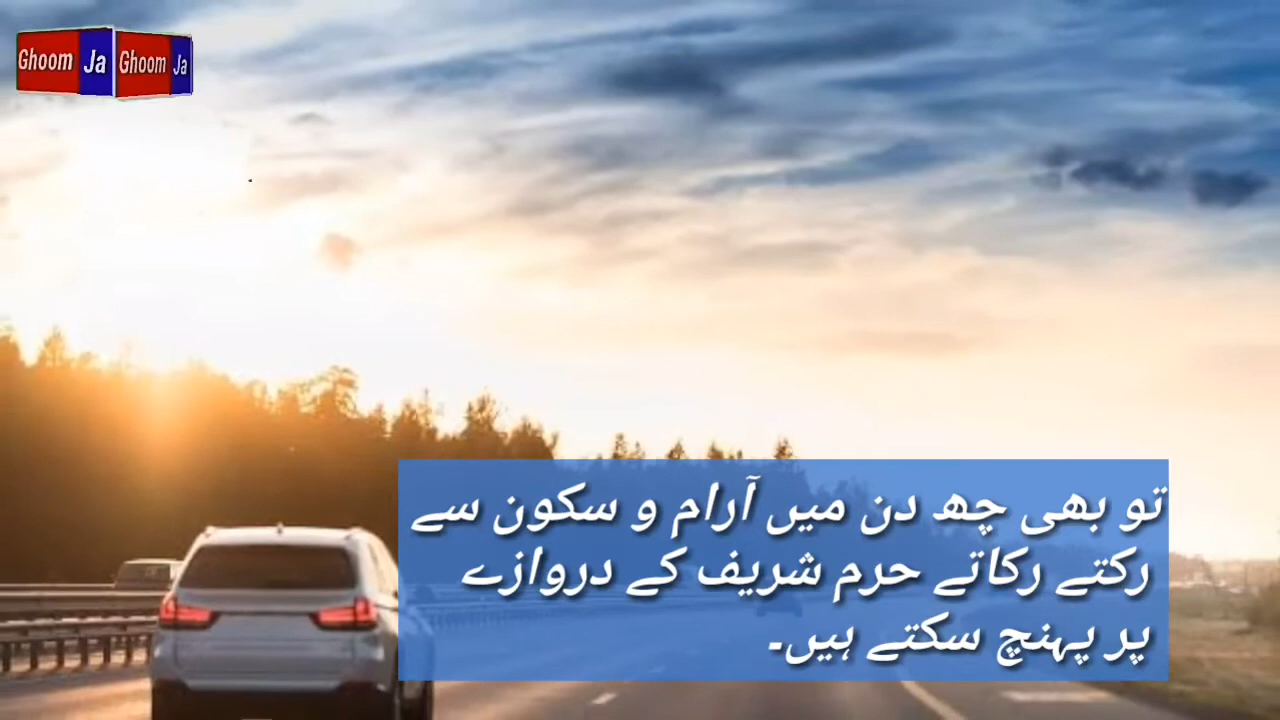 Ghoom Ja Ghoom Ja
تو بھی چھ دن میں آرام و سکون سے
رکتے رکاتے حرم شریف کے دروازے
پر پہنچ سکتے ہیں۔